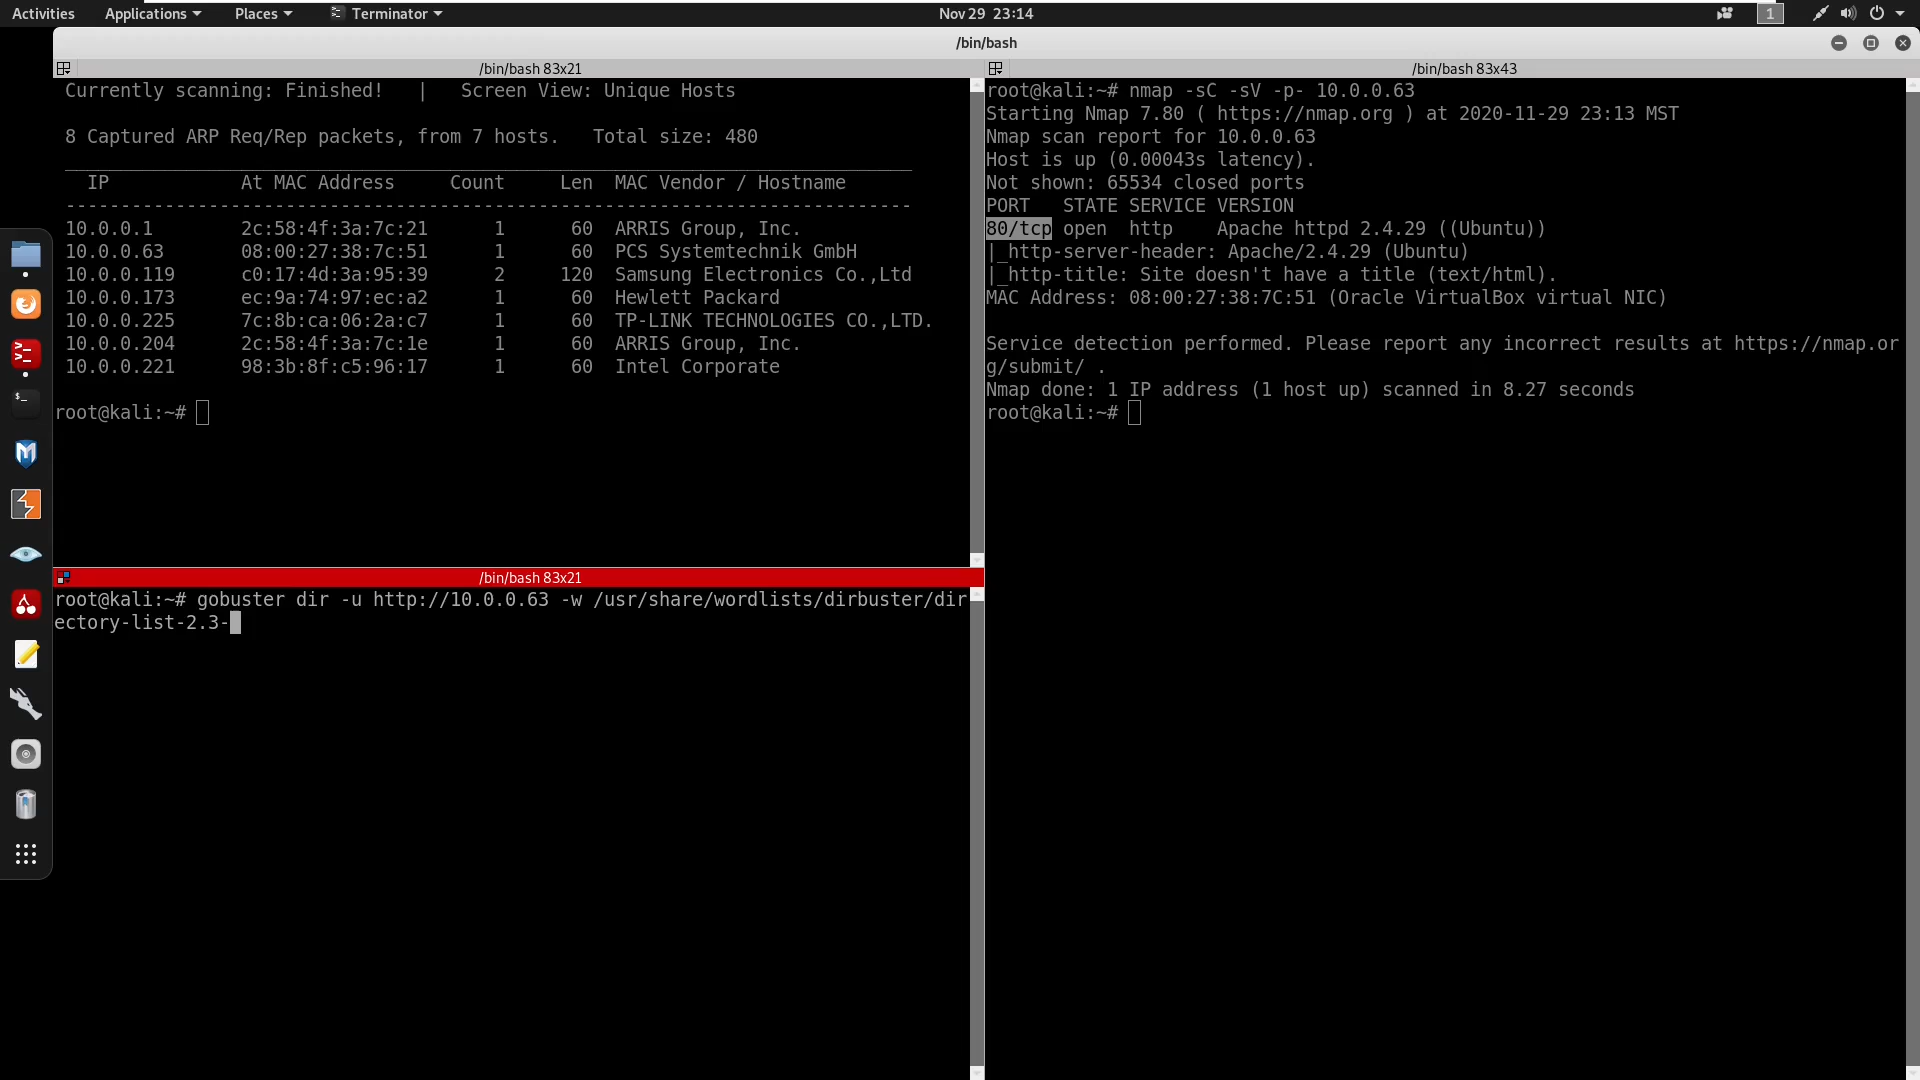 Activities Applications Places Terminator Nov 29 23:14 1
/bin/bash
/bin/bash 83x21
Currently scanning: Finished! | Screen View: Unique Hosts
8 Captured ARP Req/Rep packets, from 7 hosts. Total size: 480
_____________________________________________________________________________
IP At MAC Address Count Len MAC Vendor / Hostname
-----------------------------------------------------------------------------
10.0.0.1 2c:58:4f:3a:7c:21 1 60 ARRIS Group, Inc.
10.0.0.63 08:00:27:38:7c:51 1 60 PCS Systemtechnik GmbH
10.0.0.119 c0:17:4d:3a:95:39 2 120 Samsung Electronics Co.,Ltd
10.0.0.173 ec:9a:74:97:ec:a2 1 60 Hewlett Packard
10.0.0.225 7c:8b:ca:06:2a:c7 1 60 TP-LINK TECHNOLOGIES CO.,LTD.
10.0.0.204 2c:58:4f:3a:7c:1e 1 60 ARRIS Group, Inc.
10.0.0.221 98:3b:8f:c5:96:17 1 60 Intel Corporate
root@kali:~#
/bin/bash 83x21
root@kali:~# gobuster dir -u http://10.0.0.63 -w /usr/share/wordlists/dirbuster/dir
ectory-list-2.3-
/bin/bash 83x43
root@kali:~# nmap -sC -sV -p- 10.0.0.63
Starting Nmap 7.80 ( https://nmap.org ) at 2020-11-29 23:13 MST
Nmap scan report for 10.0.0.63
Host is up (0.00043s latency).
Not shown: 65534 closed ports
PORT STATE SERVICE VERSION
80/tcp open http Apache httpd 2.4.29 ((Ubuntu))
|_http-server-header: Apache/2.4.29 (Ubuntu)
|_http-title: Site doesn't have a title (text/html).
MAC Address: 08:00:27:38:7C:51 (Oracle VirtualBox virtual NIC)
Service detection performed. Please report any incorrect results at https://nmap.or
g/submit/ .
Nmap done: 1 IP address (1 host up) scanned in 8.27 seconds
root@kali:~#